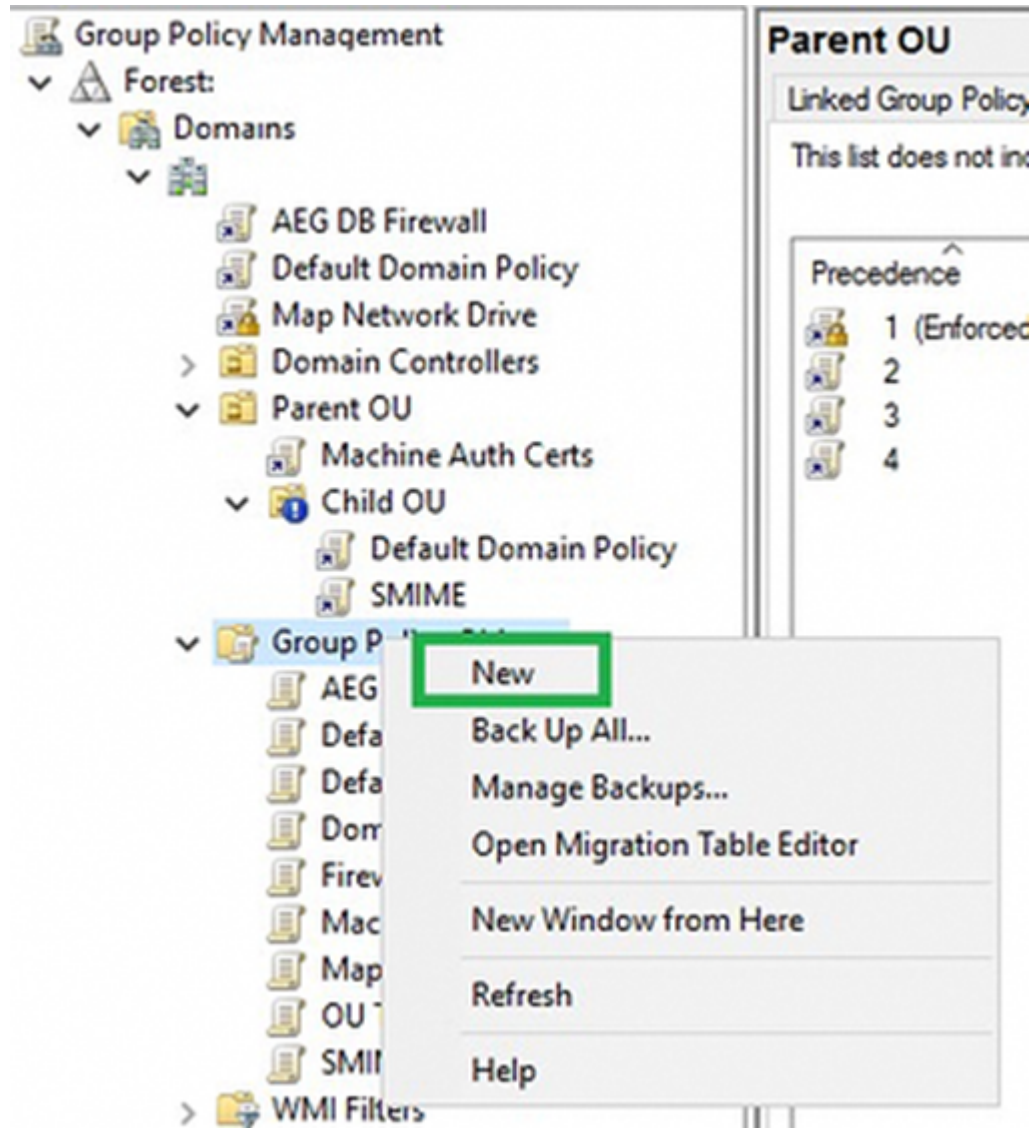 Group Policy Management
Forest:
Domains
AEG DB Firewall
Default Domain Policy
Map Network Drive
Domain Controllers
Parent OU
Machine Auth Certs
Child OU
Default Domain Policy
SMIME
Group P
AEG
Defa
Defa
Dom
Mac
Map
OU
WMI Filters
New
Back Up All...
Manage Backups...
Open Migration Table Editor
New Window from Here
Refresh
Help
Parent OU
Linked Group Policy
This list does not inc
Precedence
1 (Enforced
2
3
4